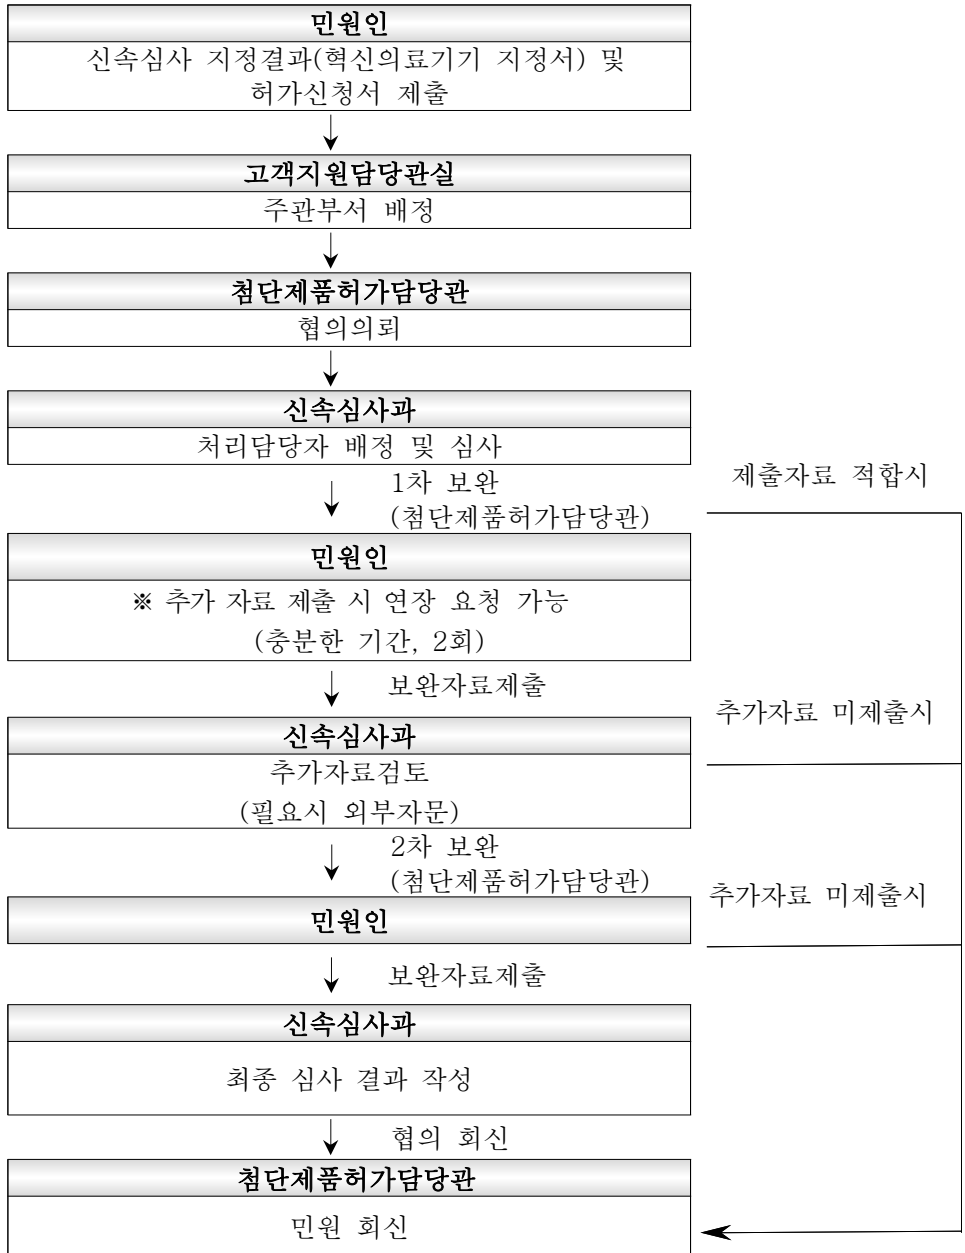 민원인
신속심사 지정결과(혁신의료기기 지정서) 및
허가신청서 제출
고객지원담당관실
주관부서 배정
첨단제품허가담당관
협의의뢰
신속심사과
처리담당자 배정 및 심사
1차 보완
(첨단제품허가담당관)
제출자료 적합시
민원인
※ 추가 자료 제출 시 연장 요청 가능
(충분한 기간, 2회)
보완자료제출
추가자료 미제출시
신속심사과
추가자료검토
(필요시 외부자문)
2차 보완
(첨단제품허가담당관)
추가자료 미제출시
민원인
보완자료제출
신속심사과
최종 심사 결과 작성
협의 회신
첨단제품허가담당관
민원 회신